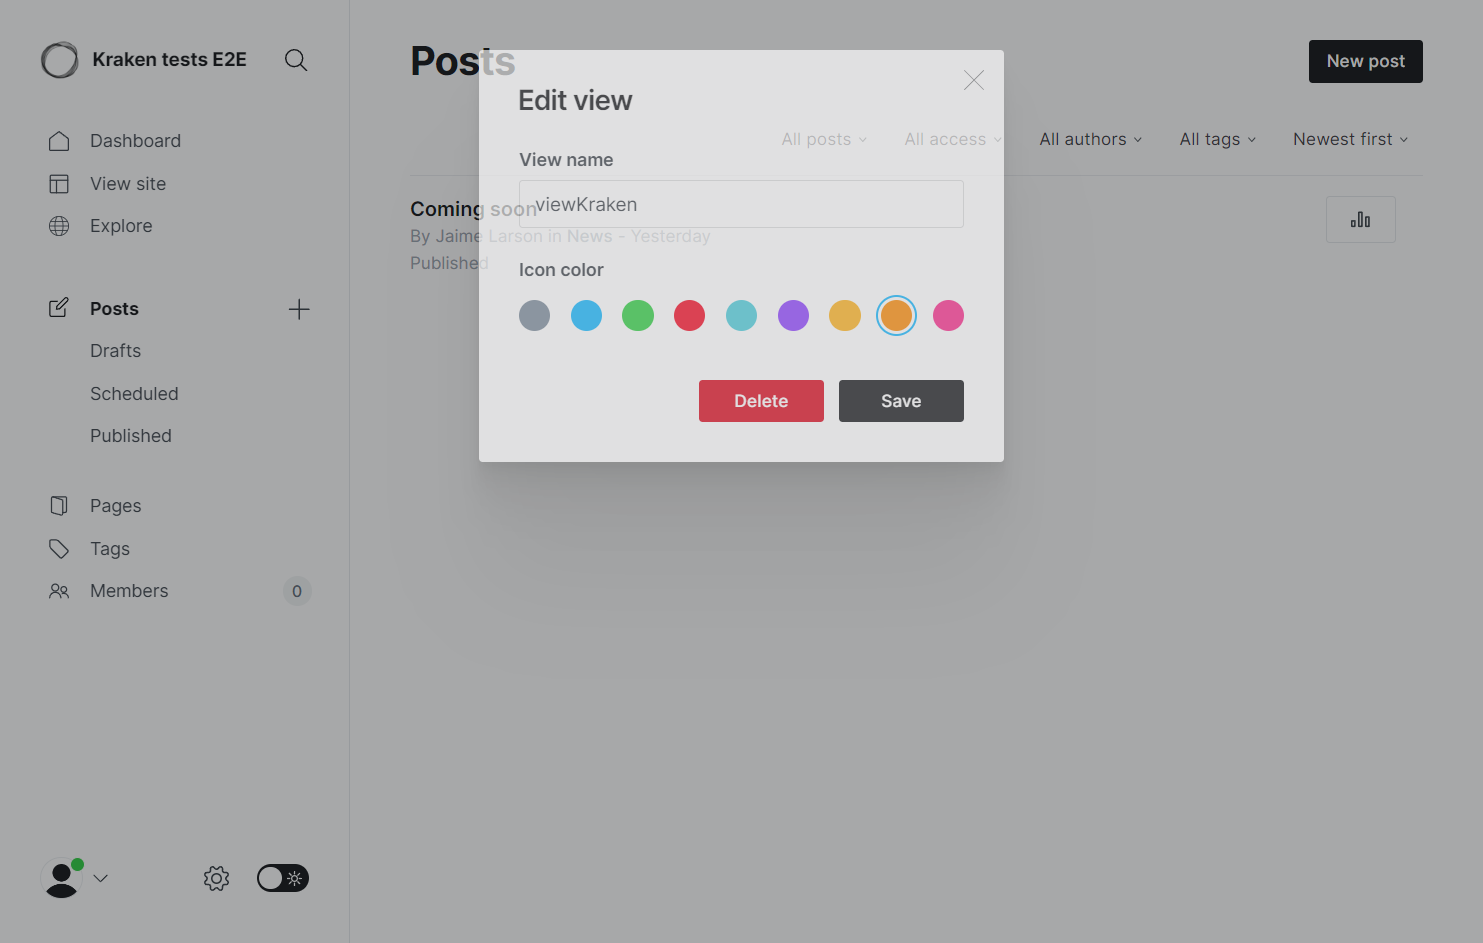 Kraken tests E2E
Dashboard
View site
Explore
Posts
Drafts
Scheduled
Published
Pages
Tags
Members
0
Posts
New post
All posts
All access
All authors
All tags
Newest first
Coming soon
By Jaime Larson in News - Yesterday
Published
Edit view
View name
viewKraken
Icon color
Delete
Save